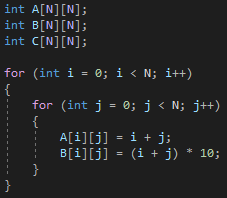 int A[N][N];
int B[N][N];
int C[N][N];
for (int i = 0; i < N; i++)
{
for (int j = 0; j < N; j++)
{
A[i][j] = i + j;
B[i][j] = (i + j) * 10;
}
}